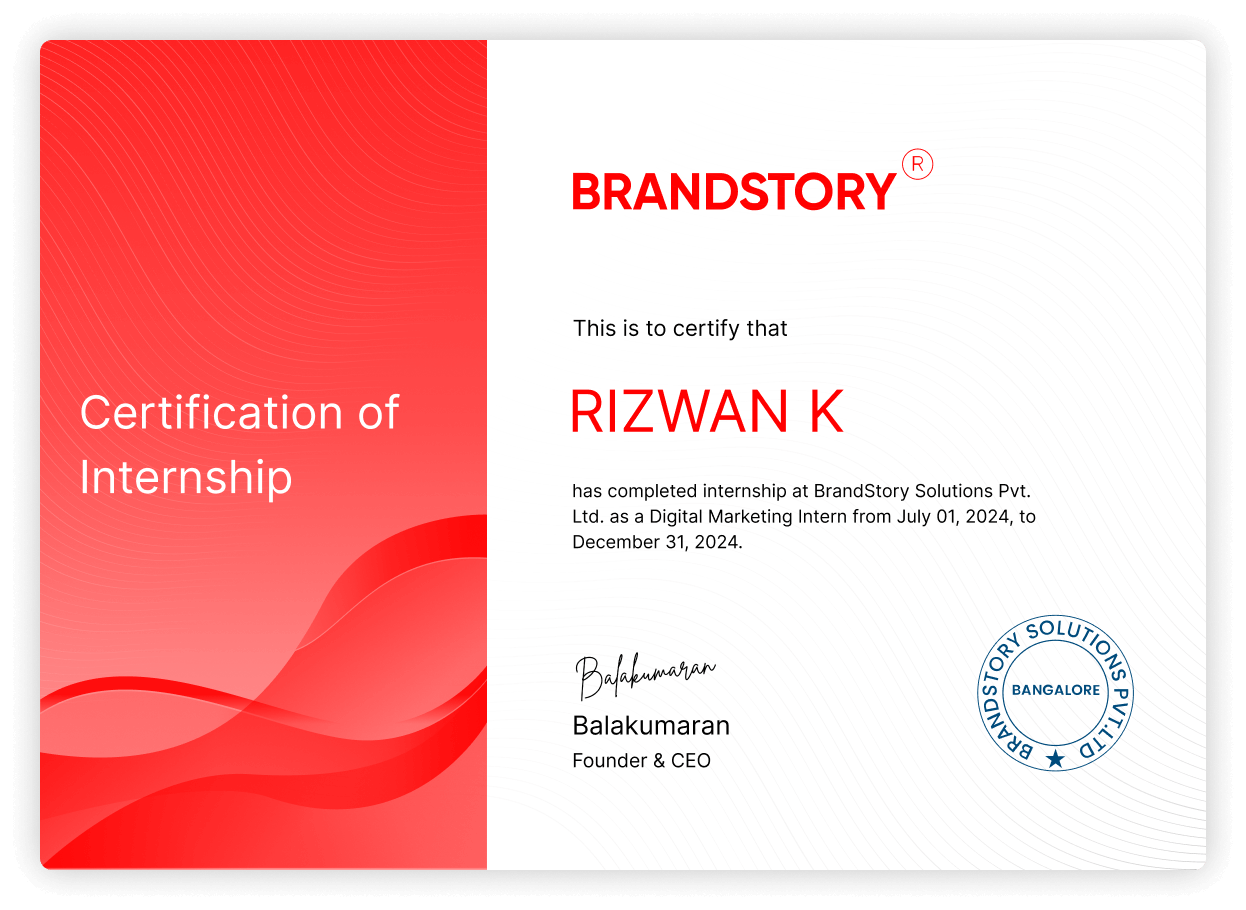 Certification of
Internship
BRANDSTORY®
This is to certify that
RIZWAN K
has completed internship at BrandStory Solutions Pvt.
Ltd. as a Digital Marketing Intern from July 01, 2024, to
December 31, 2024.
Balakumaran
Balakumaran
Founder & CEO
BRANDSTORY SOLUTIONS PVT.LTD
BANGALORE